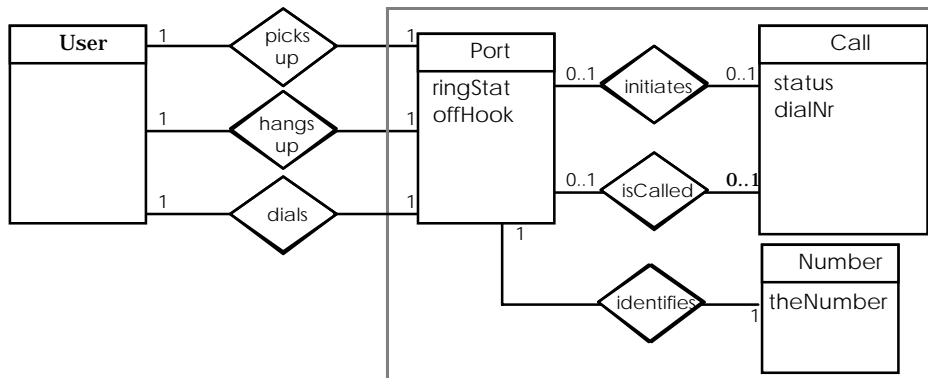 User
1
picks
up
1
Port
ringStat
offHook
0..1
initiates
0..1
Call
status
dialNr
1
hangs
up
1
0..1
isCalled
0..1
1
dials
1
1
identifies
1
Number
theNumber